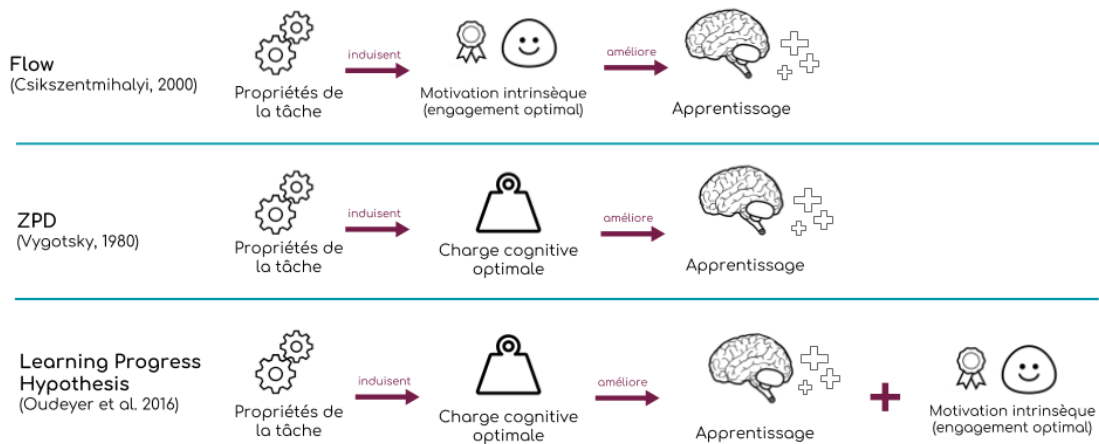 Flow
(Csikszentmihalyi, 2000)
Propriétés de
la tâche
induisent
Motivation intrinsèque
(engagement optimal)
améliore
Apprentissage
ZPD
(Vygotsky, 1980)
Propriétés de
la tâche
induisent
Charge cognitive
optimale
améliore
Apprentissage
Learning Progress
Hypothesis
(Oudeyer et al. 2016)
Propriétés de
la tâche
induisent
Charge cognitive
optimale
améliore
Apprentissage
+
Motivation intrinsèque
(engagement optimal)